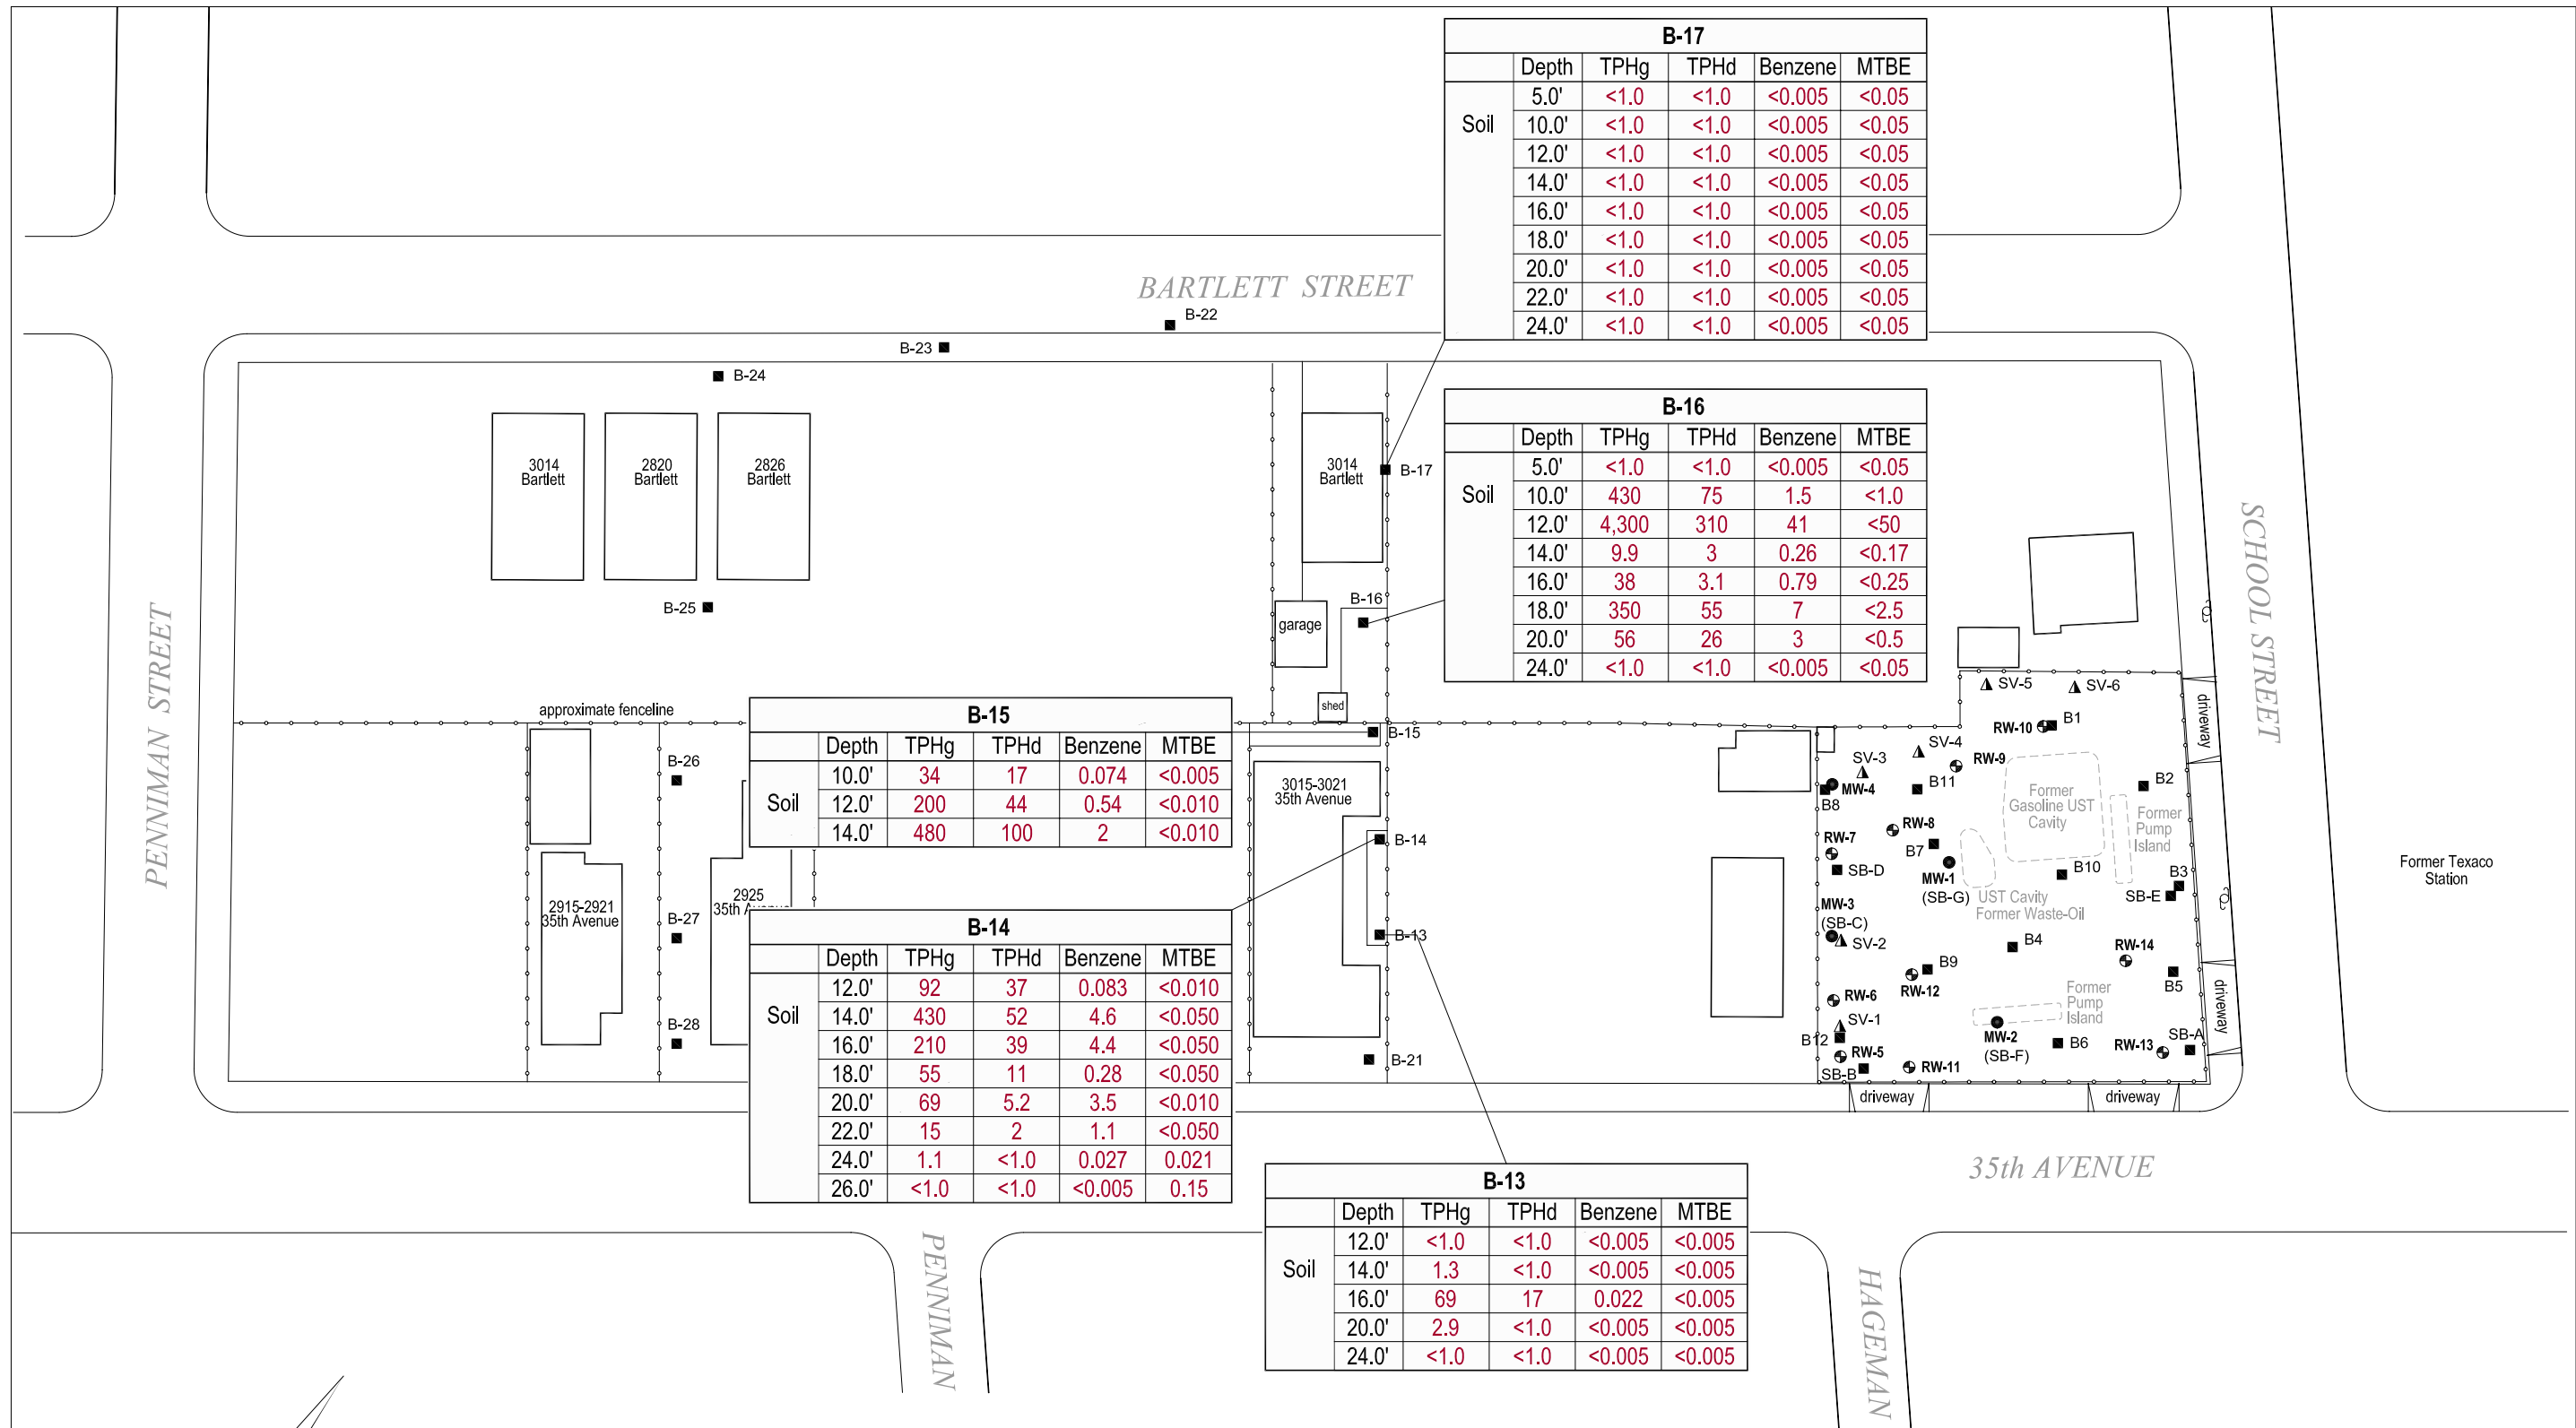 B-17
Depth TPHg TPHd Benzene MTBE
Soil
5.0' <1.0 <1.0 <0.005 <0.05
10.0' <1.0 <1.0 <0.005 <0.05
12.0' <1.0 <1.0 <0.005 <0.05
14.0' <1.0 <1.0 <0.005 <0.05
16.0' <1.0 <1.0 <0.005 <0.05
18.0' <1.0 <1.0 <0.005 <0.05
20.0' <1.0 <1.0 <0.005 <0.05
22.0' <1.0 <1.0 <0.005 <0.05
24.0' <1.0 <1.0 <0.005 <0.05
BARTLETT STREET
B-22
B-23
B-24
3014
Bartlett
2820
Bartlett
2826
Bartlett
3014
Bartlett
B-17
B-16
Depth TPHg TPHd Benzene MTBE
Soil
5.0' <1.0 <1.0 <0.005 <0.05
10.0' 430 75 1.5 <1.0
12.0' 4,300 310 41 <50
14.0' 9.9 3 0.26 <0.17
16.0' 38 3.1 0.79 <0.25
18.0' 350 55 7 <2.5
20.0' 56 26 3 <0.5
24.0' <1.0 <1.0 <0.005 <0.05
SCHOOL STREET
PENNIMAN STREET
B-25
B-16
garage
shed
approximate fenceline
B-15
Depth TPHg TPHd Benzene MTBE
Soil
10.0' 34 17 0.074 <0.005
12.0' 200 44 0.54 <0.010
14.0' 480 100 2 <0.010
B-15
B-26
3015-3021
35th Avenue
B-14
B-13
B-21
2915-2921
35th Avenue
B-27
B-28
2925
35th Avenue
B-14
Depth TPHg TPHd Benzene MTBE
Soil
12.0' 92 37 0.083 <0.010
14.0' 430 52 4.6 <0.050
16.0' 210 39 4.4 <0.050
18.0' 55 11 0.28 <0.050
20.0' 69 5.2 3.5 <0.010
22.0' 15 2 1.1 <0.050
24.0' 1.1 <1.0 0.027 0.021
26.0' <1.0 <1.0 <0.005 0.15
SV-5
SV-6
driveway
RW-10
B1
SV-4
SV-3
RW-9
MW-4
B8
B11
B2
Former
Gasoline UST
Cavity
Former
Pump
Island
RW-8
RW-7
B7
SB-D
MW-1
(SB-G)
B10
B3
SB-E
UST Cavity
Former Waste-Oil
Former Texaco
Station
MW-3
(SB-C)
SV-2
B4
RW-14
B9
RW-12
B5
RW-6
Former
Pump
Island
driveway
SV-1
B12
RW-5
SB-B
RW-11
MW-2
(SB-F)
B6
RW-13
SB-A
driveway
driveway
35th AVENUE
B-13
Depth TPHg TPHd Benzene MTBE
Soil
12.0' <1.0 <1.0 <0.005 <0.005
14.0' 1.3 <1.0 <0.005 <0.005
16.0' 69 17 0.022 <0.005
20.0' 2.9 <1.0 <0.005 <0.005
24.0' <1.0 <1.0 <0.005 <0.005
PENNIMAN
HAGEMAN